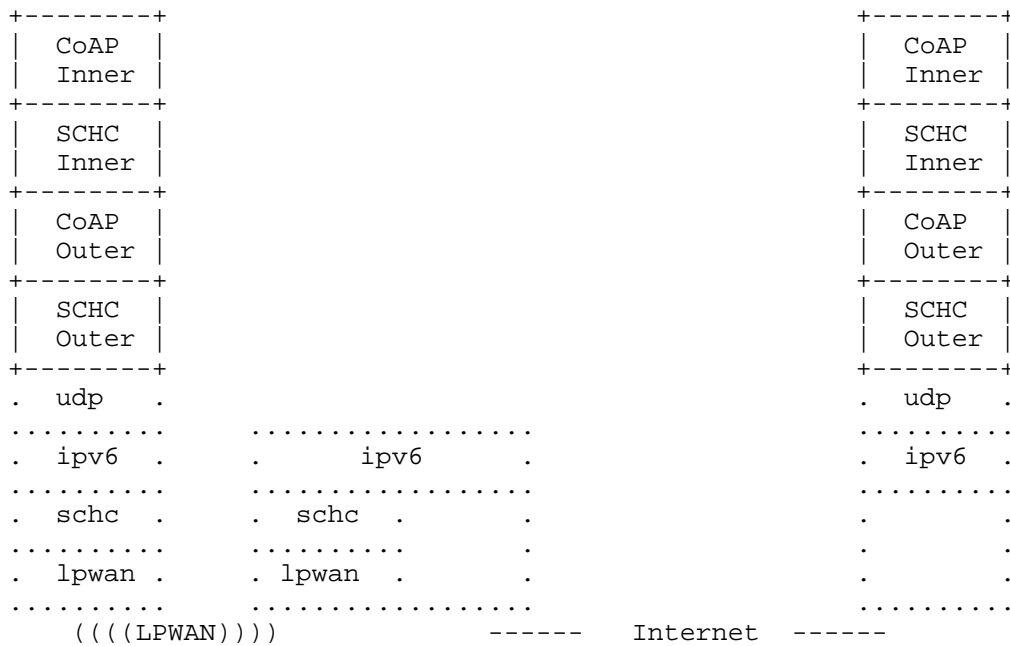 +--------+ +--------+
| CoAP | | CoAP |
| Inner | | Inner |
+--------+ +--------+
| SCHC | | SCHC |
| Inner | | Inner |
+--------+ +--------+
| CoAP | | CoAP |
| Outer | | Outer |
+--------+ +--------+
| SCHC | | SCHC |
| Outer | | Outer |
+--------+ +--------+
. udp . . udp .
.......... .................. ..........
. ipv6 . . ipv6 . . ipv6 .
.......... .................. ..........
. schc . . schc . . . .
.......... .......... . . .
. lpwan . . lpwan . . . .
.......... .................. ..........
((((LPWAN)))) ------ Internet ------